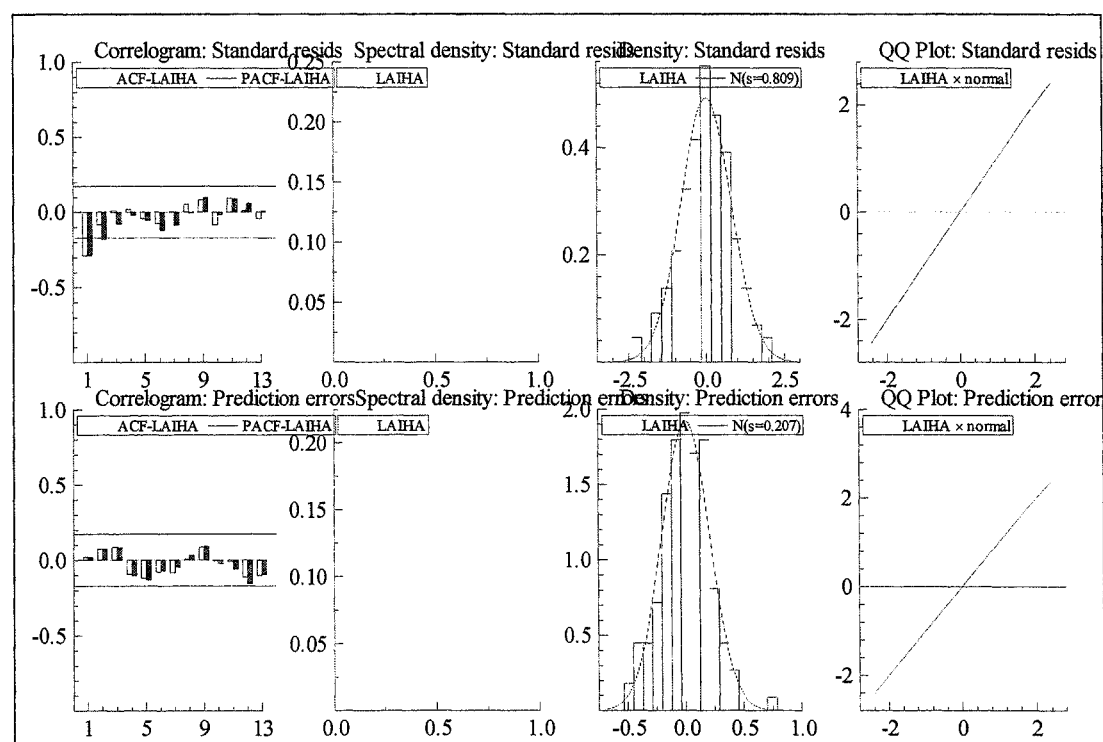 Correlogram: Standard resids
ACF-LAIHA PACF-LAIHA
1.0
0.5
0.0
-0.5
1 5 9 13
Spectral density: Standard resids
LAIHA
0.25
0.20
0.15
0.10
0.05
0.0 0.5 1.0
Density: Standard resids
LAIHA N(s=0.809)
0.4
0.2
-2.5 0.0 2.5
QQ Plot: Standard resids
LAIHA × normal
2
0
-2
-2 0 2
Correlogram: Prediction errors
ACF-LAIHA PACF-LAIHA
1.0
0.5
0.0
-0.5
1 5 9 13
Spectral density: Prediction errors
LAIHA
0.20
0.15
0.10
0.05
0.0 0.5 1.0
Density: Prediction errors
LAIHA N(s=0.207)
2.0
1.5
1.0
0.5
-0.5 0.0 0.5 1.0
QQ Plot: Prediction error
LAIHA × normal
4
2
0
-2
-2 0 2